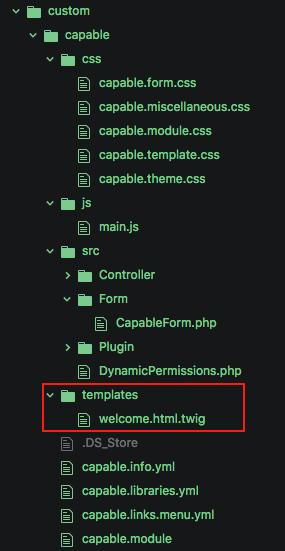 custom
capable
css
capable.form.css
capable.miscellaneous.css
capable.module.css
capable.template.css
capable.theme.css
js
main.js
src
Controller
Form
CapableForm.php
Plugin
DynamicPermissions.php
templates
welcome.html.twig
.DS_Store
capable.info.yml
capable.libraries.yml
capable.links.menu.yml
capable.module